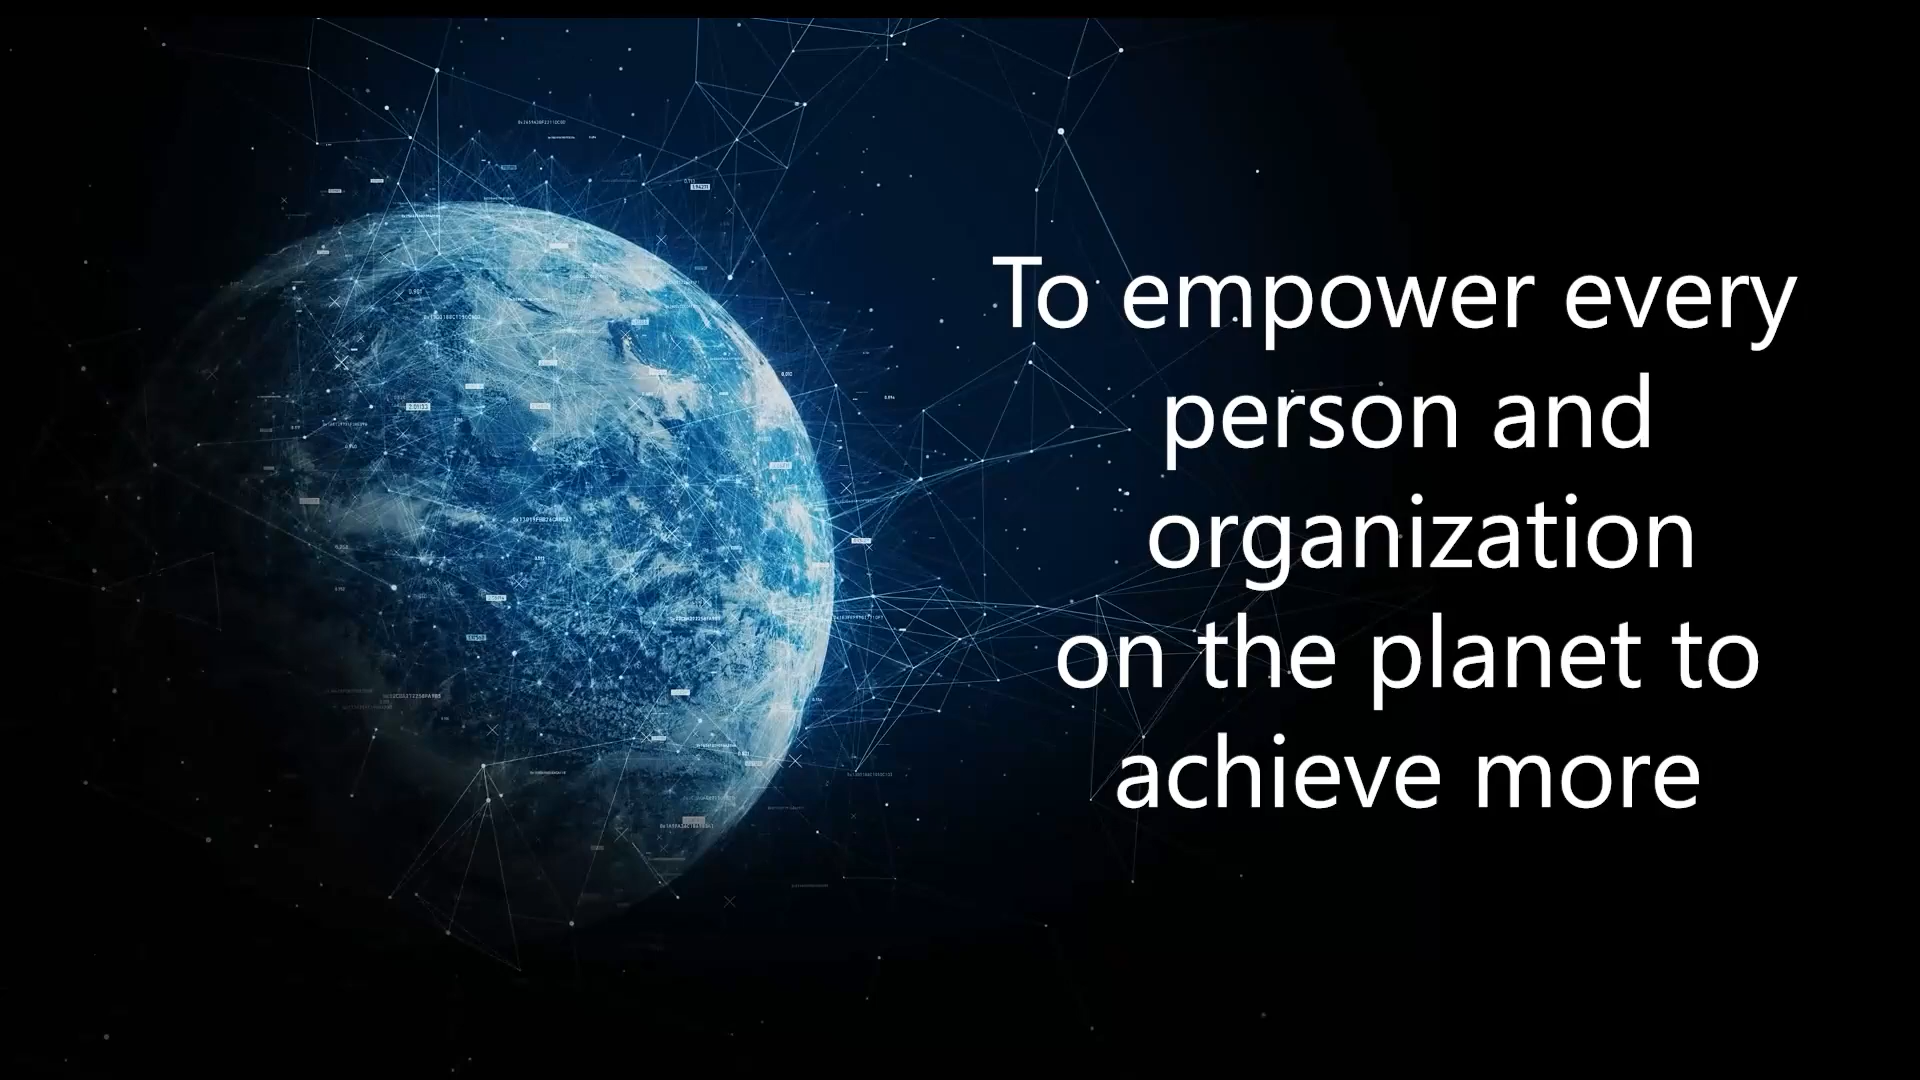 To empower every
person and
organization
on the planet to
achieve more